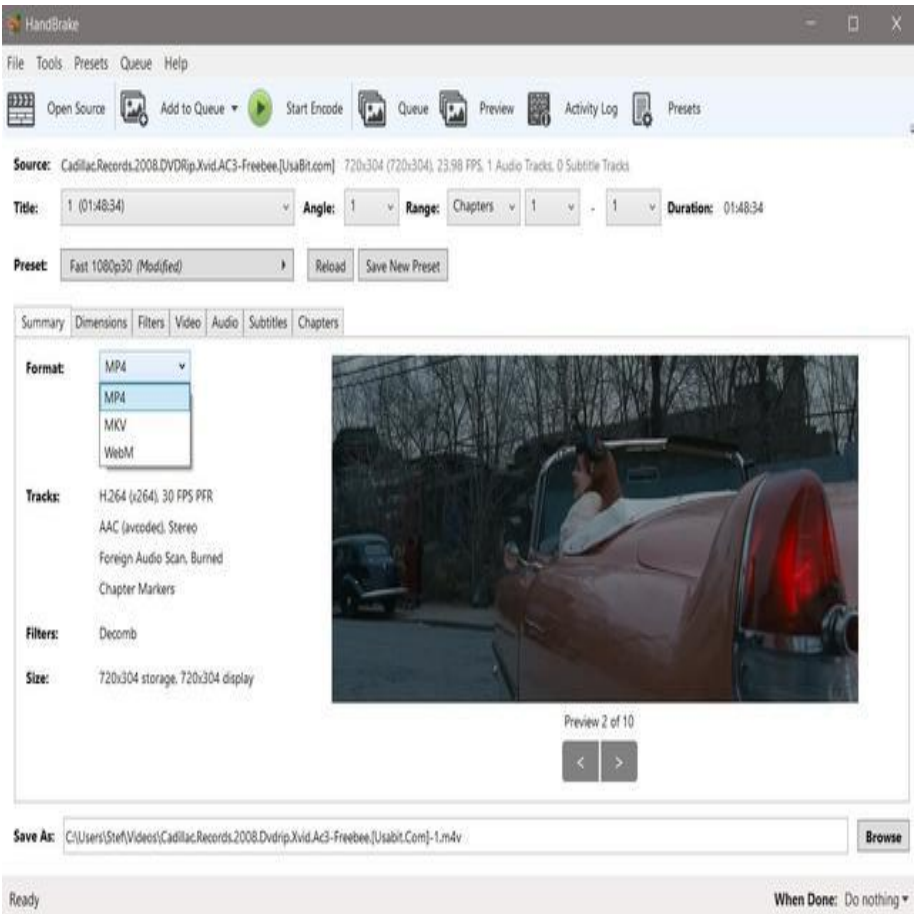 HandBrake
File Tools Presets Queue Help
Open Source Add to Queue Start Encode Queue Preview Activity Log Presets
Source: Cadillac.Records.2008.DVDRip.Xvid.AC3-Freebee.[UsaBit.com] 720x304 (720x304), 23.98 FPS, 1 Audio Tracks, 0 Subtitle Tracks
Title: 1 (01:48:34) Angle: 1 Range: Chapters 1 - 1 Duration: 01:48:34
Preset: Fast 1080p30 (Modified) Reload Save New Preset
Summary Dimensions Filters Video Audio Subtitles Chapters
Format: MP4
MP4
MKV
WebM
Tracks: H.264 (x264), 30 FPS PFR
AAC (avcodec), Stereo
Foreign Audio Scan, Burned
Chapter Markers
Filters: Decomb
Size: 720x304 storage, 720x304 display
Preview 2 of 10
< >
Save As: C:\Users\Stef\Videos\Cadillac.Records.2008.Dvdrip.Xvid.Ac3-Freebee.[Usabit.Com]-1.m4v Browse
Ready When Done: Do nothing